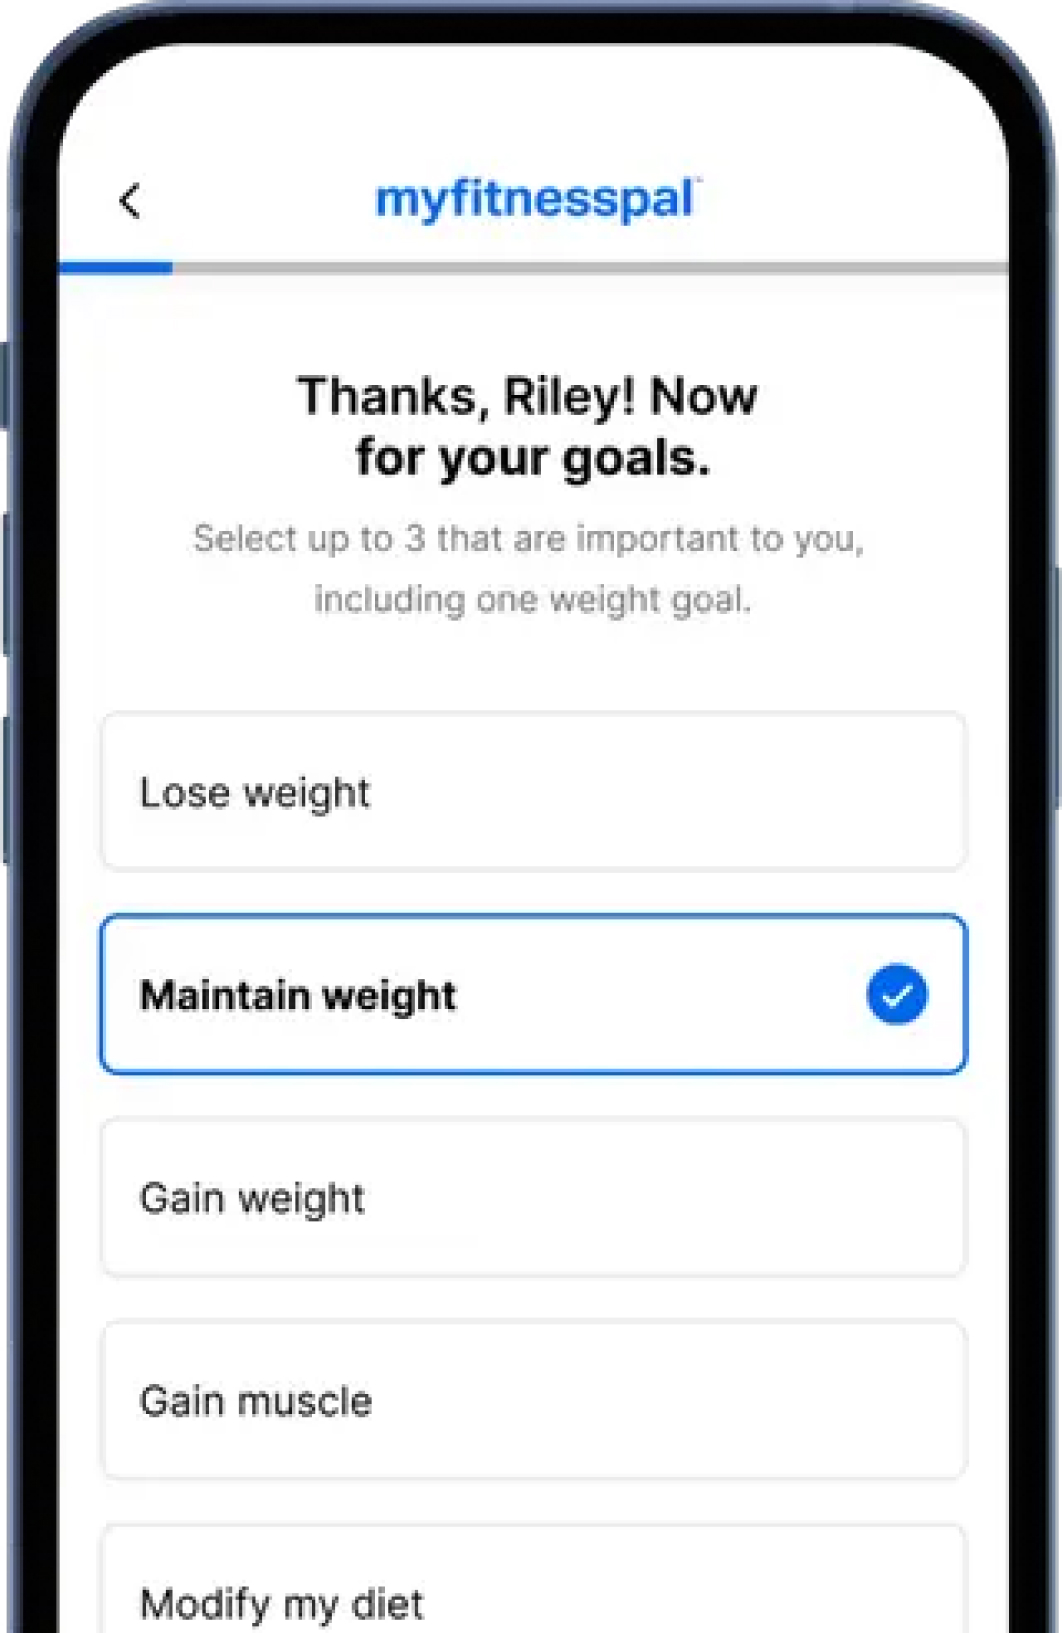 myfitnesspal™
Thanks, Riley! Now
for your goals.
Select up to 3 that are important to you,
including one weight goal.
Lose weight
Maintain weight
Gain weight
Gain muscle
Modify my diet